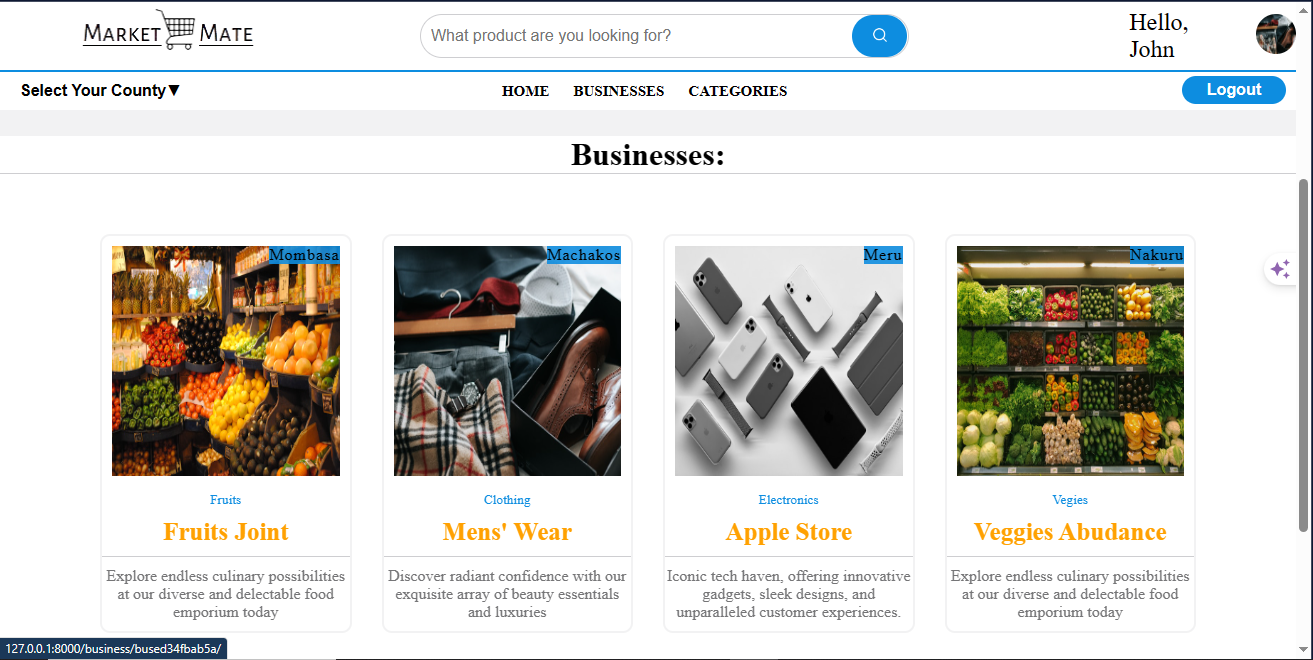 MARKET MATE
What product are you looking for?
Hello,
John
Select Your County▼
HOME BUSINESSES CATEGORIES
Logout
Businesses:
Mombasa
Fruits
Fruits Joint
Explore endless culinary possibilities
at our diverse and delectable food
emporium today
Machakos
Clothing
Mens' Wear
Discover radiant confidence with our
exquisite array of beauty essentials
and luxuries
Meru
Electronics
Apple Store
Iconic tech haven, offering innovative
gadgets, sleek designs, and
unparalleled customer experiences.
Nakuru
Vegies
Veggies Abudance
Explore endless culinary possibilities
at our diverse and delectable food
emporium today
127.0.0.1:8000/business/bused34fbab5a/